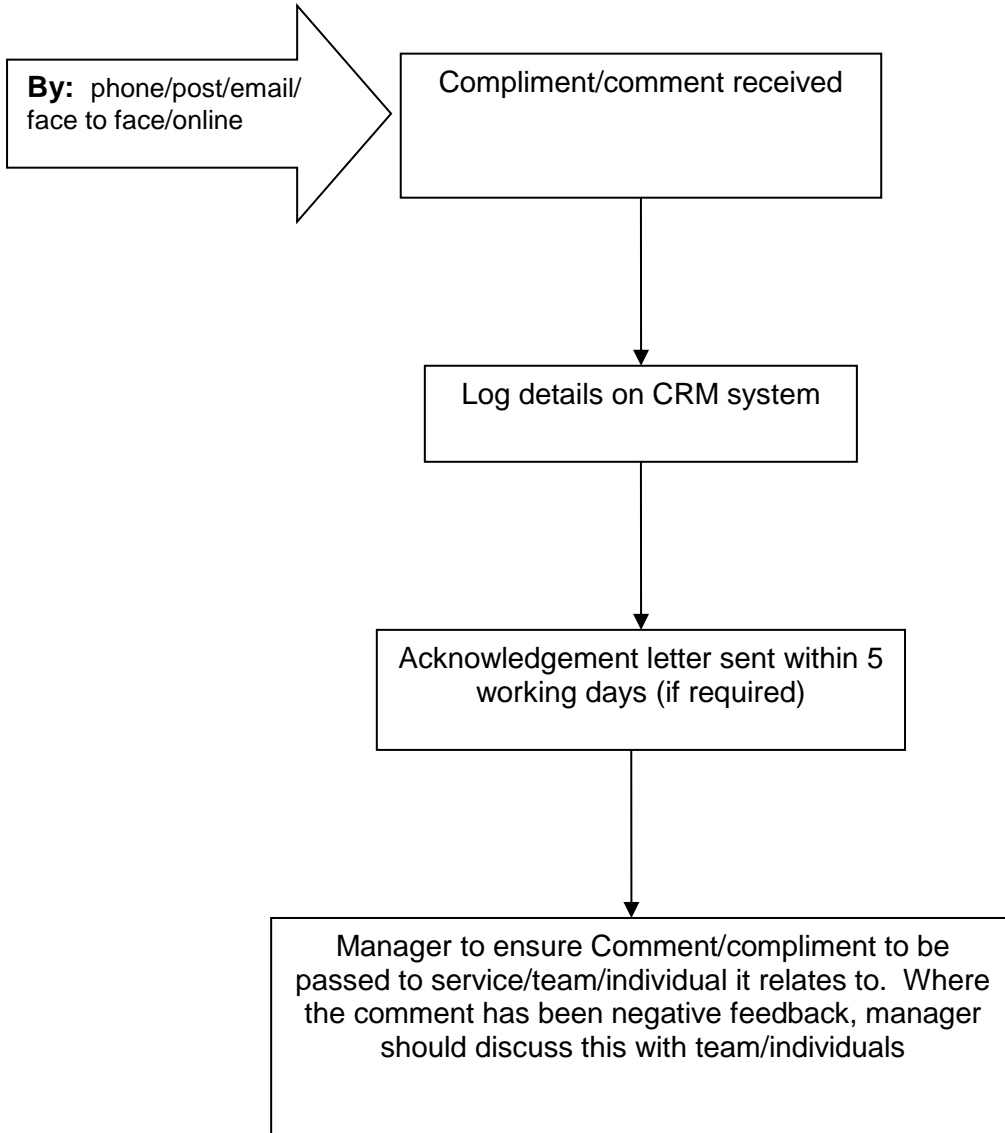 By: phone/post/email/
face to face/online
Compliment/comment received
Log details on CRM system
Acknowledgement letter sent within 5
working days (if required)
Manager to ensure Comment/compliment to be
passed to service/team/individual it relates to.  Where
the comment has been negative feedback, manager
should discuss this with team/individuals